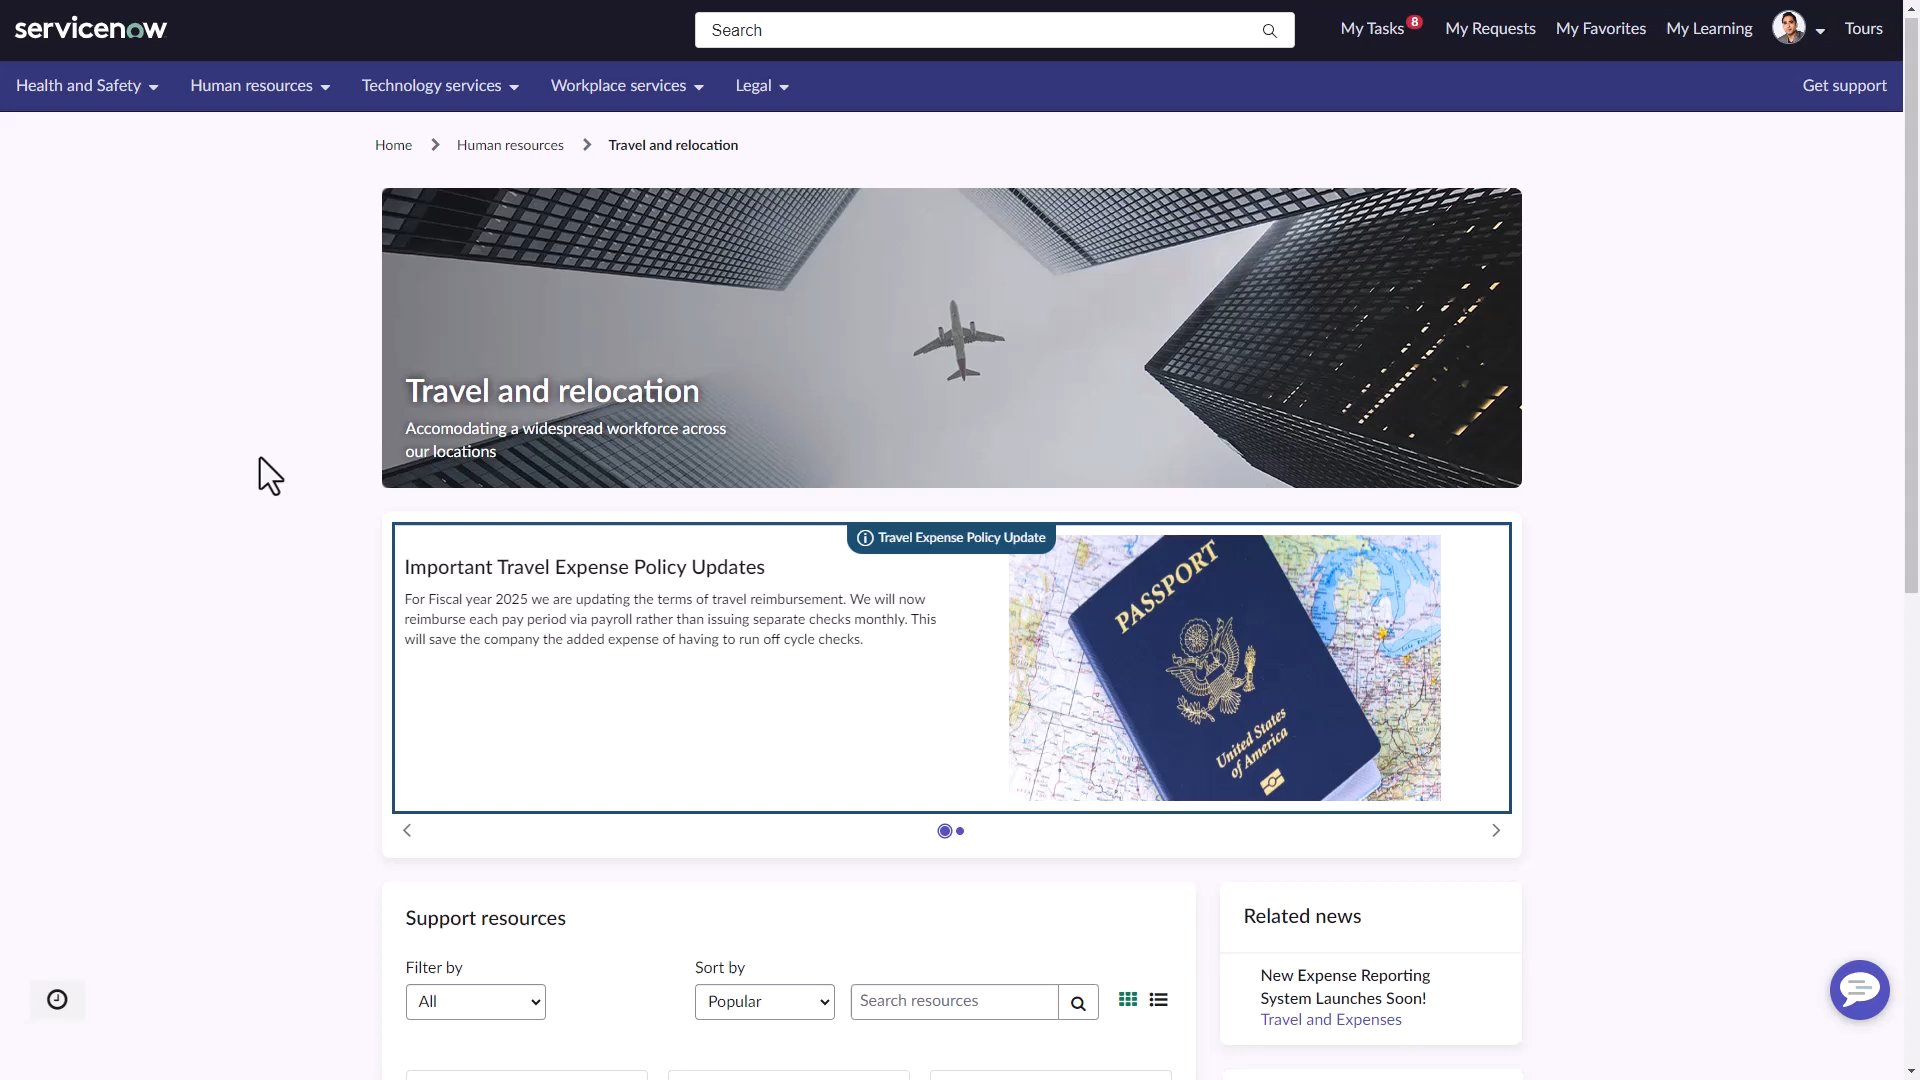 servicenow
Search
My Tasks 8
My Requests
My Favorites
My Learning
Tours
Health and Safety
Human resources
Technology services
Workplace services
Legal
Get support
Home
Human resources
Travel and relocation
Travel and relocation
Accomodating a widespread workforce across
our locations
Travel Expense Policy Update
Important Travel Expense Policy Updates
For Fiscal year 2025 we are updating the terms of travel reimbursement. We will now
reimburse each pay period via payroll rather than issuing separate checks monthly. This
will save the company the added expense of having to run off cycle checks.
PASSPORT
United States
of America
Support resources
Filter by
All
Sort by
Popular
Search resources
Related news
New Expense Reporting
System Launches Soon!
Travel and Expenses